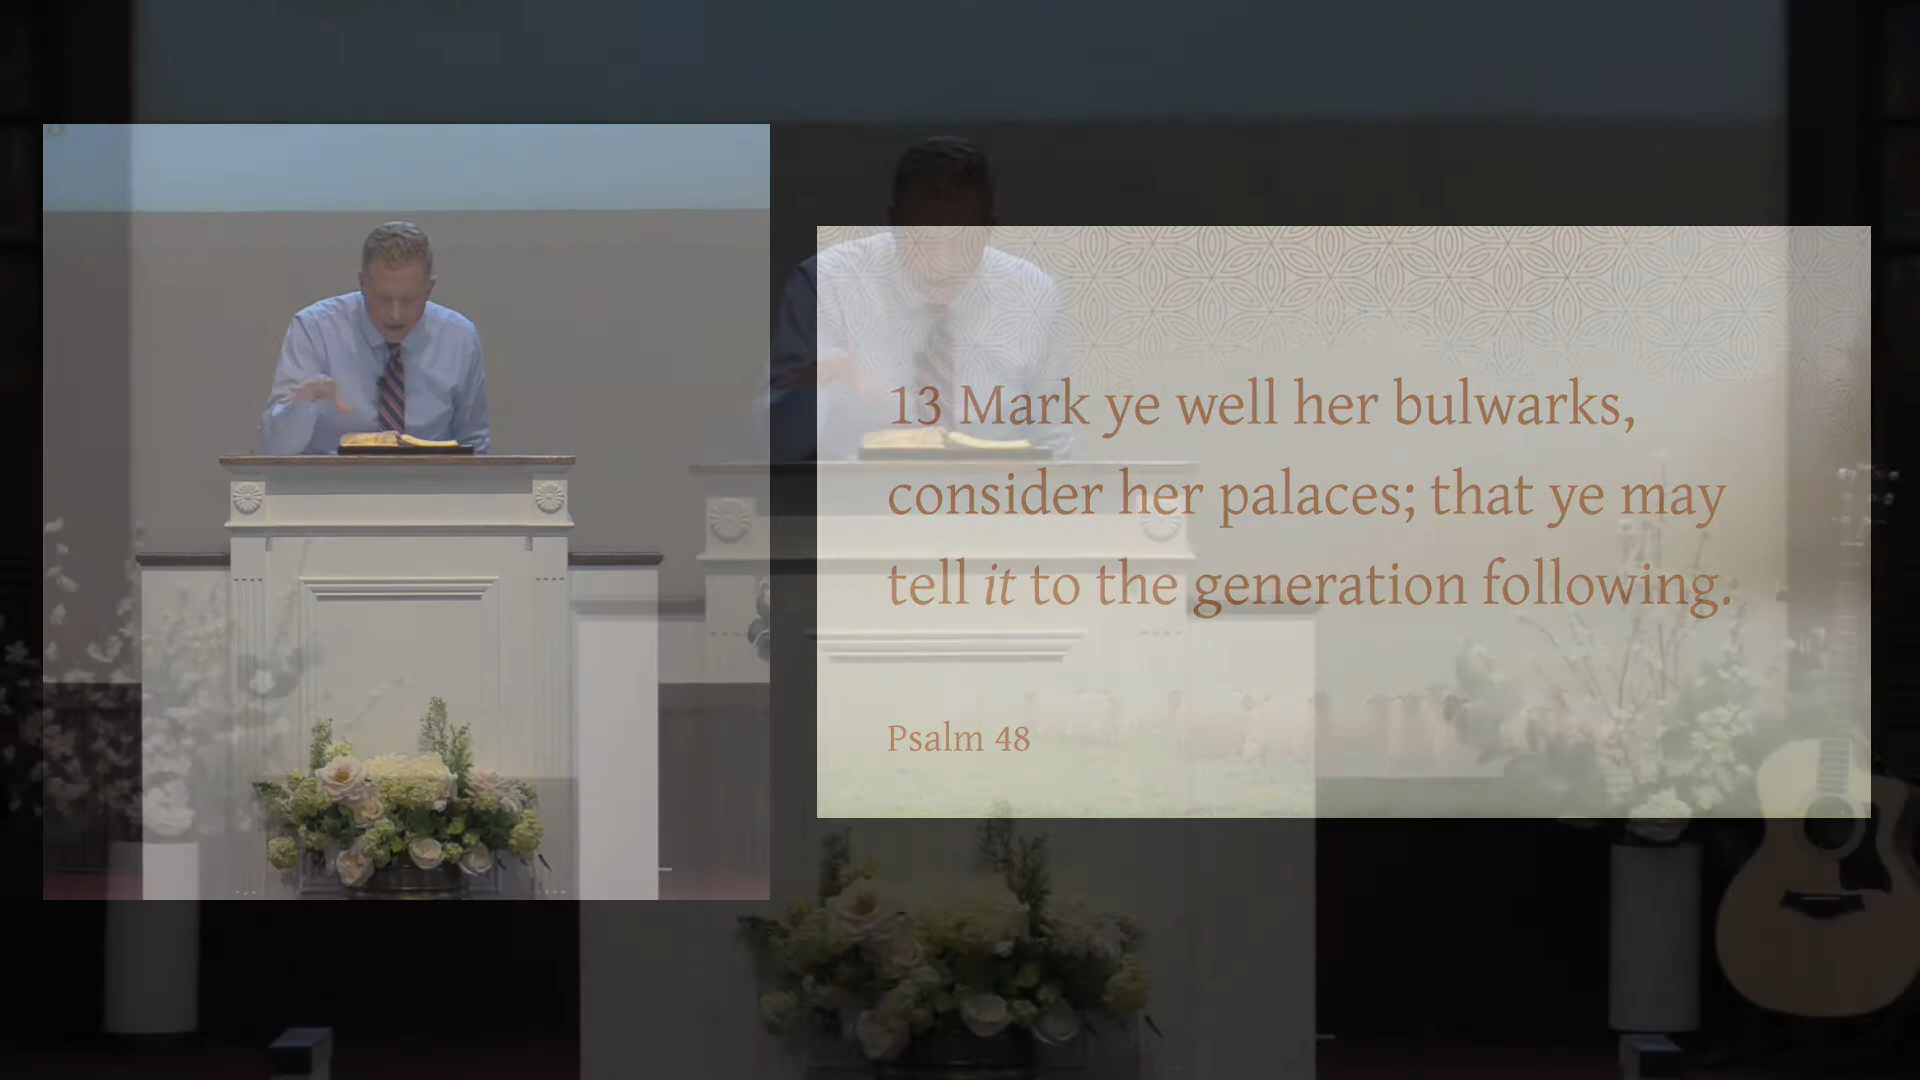 13 Mark ye well her bulwarks,
consider her palaces; that ye may
tell it to the generation following.
Psalm 48